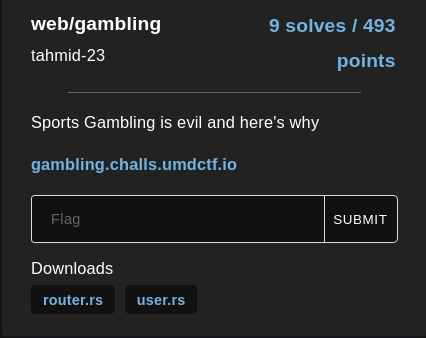 web/gambling
9 solves / 493 points
tahmid-23
Sports Gambling is evil and here's why
gambling.challs.umdctf.io
Flag
SUBMIT
Downloads
router.rs
user.rs